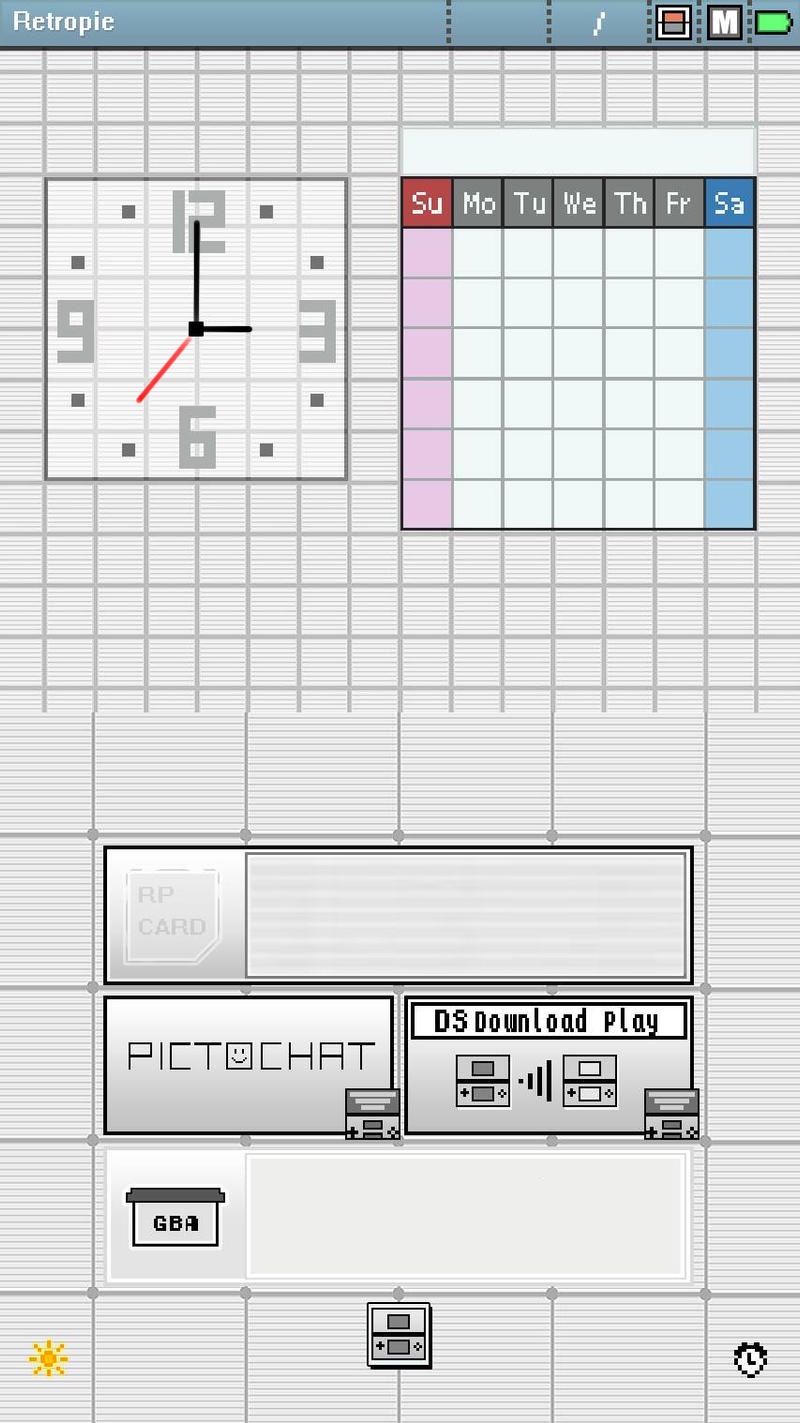 Retropie
/
M
12
9
3
6
Su Mo Tu We Th Fr Sa
RP
CARD
PICTOCHAT
DS Download Play
GBA